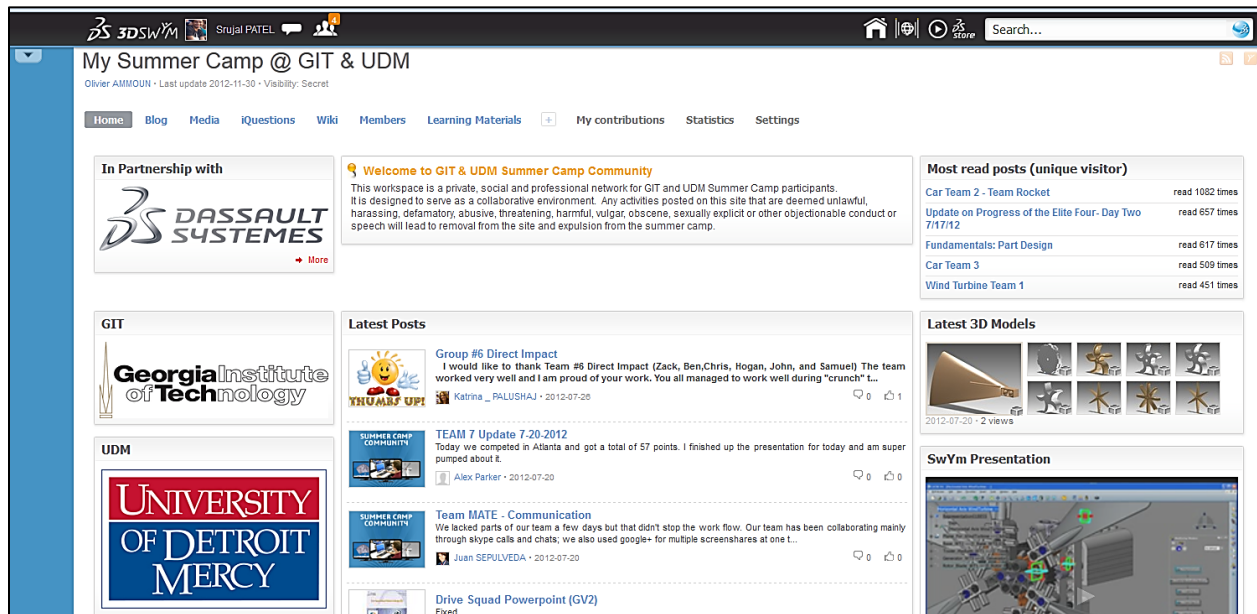 3DSWYM Srujal PATEL 4 store Search...
My Summer Camp @ GIT & UDM
Olivier AMMOUN • Last update 2012-11-30 • Visibility: Secret
Home Blog Media iQuestions Wiki Members Learning Materials + My contributions Statistics Settings
In Partnership with
DASSAULT
SYSTEMES
More
Welcome to GIT & UDM Summer Camp Community
This workspace is a private, social and professional network for GIT and UDM Summer Camp participants.
It is designed to serve as a collaborative environment. Any activities posted on this site that are deemed unlawful,
harassing, defamatory, abusive, threatening, harmful, vulgar, obscene, sexually explicit or other objectionable conduct or
speech will lead to removal from the site and expulsion from the summer camp.
Most read posts (unique visitor)
Car Team 2 - Team Rocket read 1082 times
Update on Progress of the Elite Four- Day Two read 657 times
7/17/12
Fundamentals: Part Design read 617 times
Car Team 3 read 509 times
Wind Turbine Team 1 read 451 times
GIT
Georgia Institute
of Technology
UDM
UNIVERSITY
OF DETROIT
MERCY
Latest Posts
THUMBS UP!
Group #6 Direct Impact
I would like to thank Team #6 Direct Impact (Zack, Ben,Chris, Hogan, John, and Samuel) The team
worked very well and I am proud of your work. You all managed to work well during "crunch" t...
Katrina _ PALUSHAJ • 2012-07-26 0 1
SUMMER CAMP
COMMUNITY
TEAM 7 Update 7-20-2012
Today we competed in Atlanta and got a total of 57 points. I finished up the presentation for today and am super
pumped about it.
Alex Parker • 2012-07-20 0 0
SUMMER CAMP
COMMUNITY
Team MATE - Communication
We lacked parts of our team a few days but that didn't stop the work flow. Our team has been collaborating mainly
through skype calls and chats; we also used google+ for multiple screenshares at one t...
Juan SEPULVEDA • 2012-07-20 0 0
Drive Squad Powerpoint (GV2)
Fixed
Latest 3D Models
2012-07-20 • 2 views
SwYm Presentation